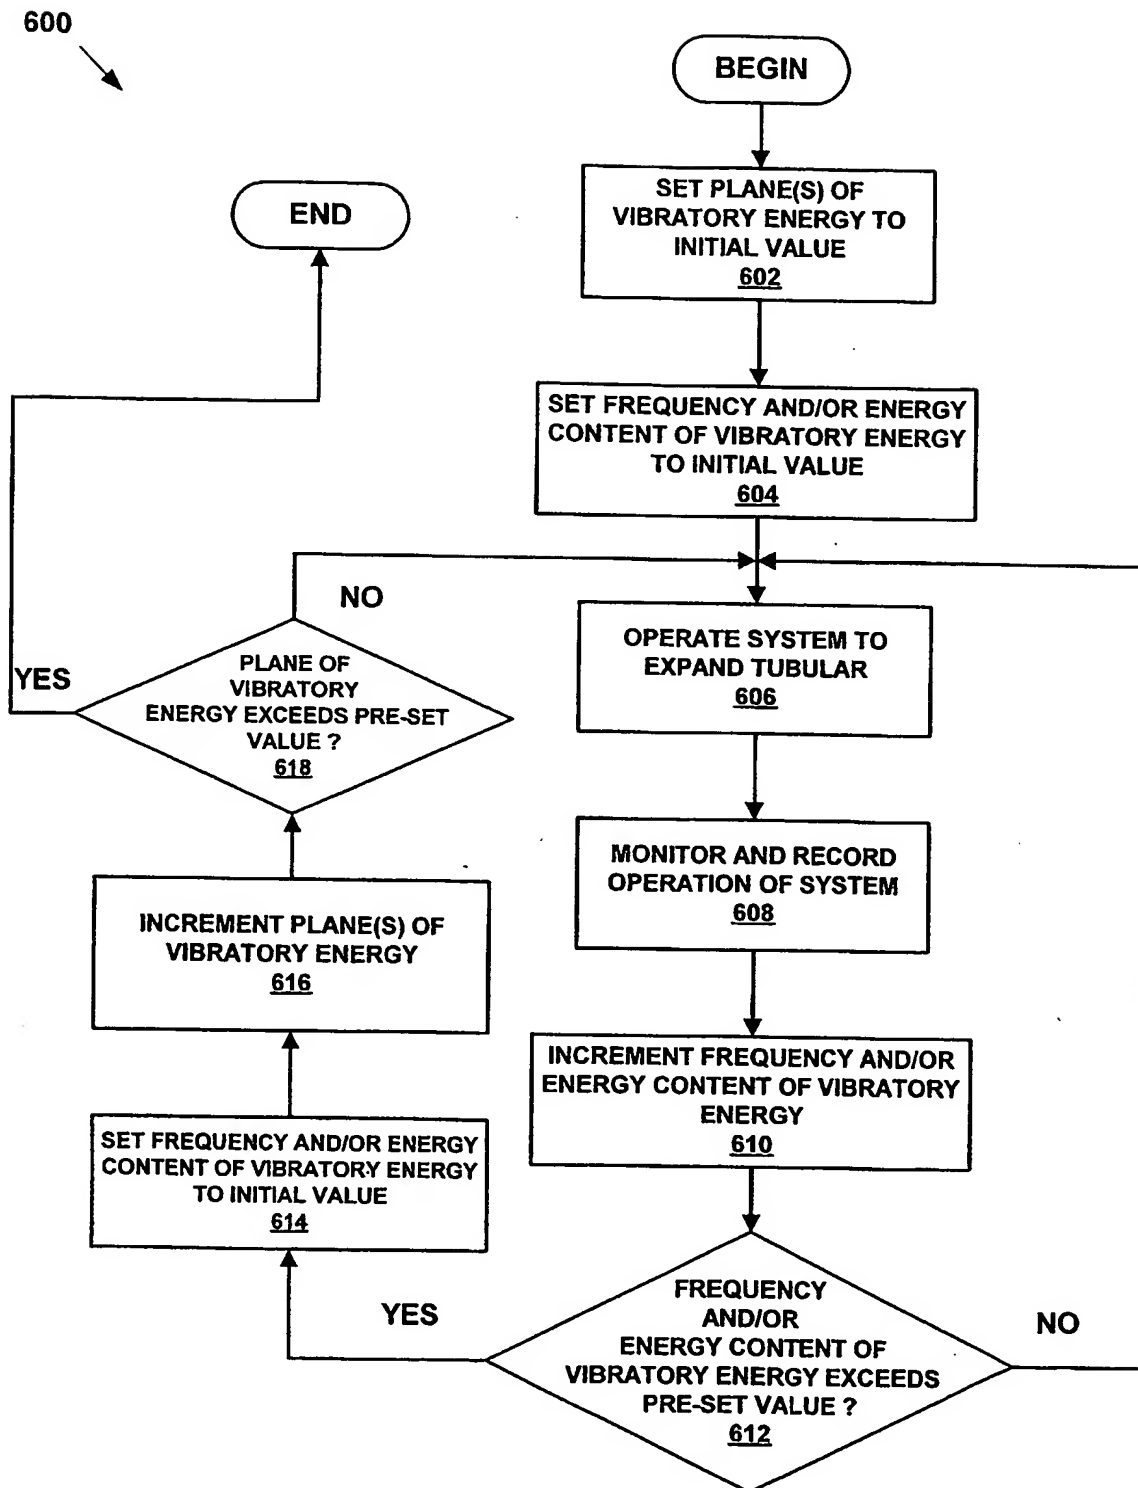 600
BEGIN
SET PLANE(S) OF
VIBRATORY ENERGY TO
INITIAL VALUE
602
END
SET FREQUENCY AND/OR ENERGY
CONTENT OF VIBRATORY ENERGY
TO INITIAL VALUE
604
NO
OPERATE SYSTEM TO
EXPAND TUBULAR
606
YES
PLANE OF
VIBRATORY
ENERGY EXCEEDS PRE-SET
VALUE ?
618
MONITOR AND RECORD
OPERATION OF SYSTEM
608
INCREMENT PLANE(S) OF
VIBRATORY ENERGY
616
INCREMENT FREQUENCY AND/OR
ENERGY CONTENT OF VIBRATORY
ENERGY
610
SET FREQUENCY AND/OR ENERGY
CONTENT OF VIBRATORY ENERGY
TO INITIAL VALUE
614
YES
FREQUENCY
AND/OR
ENERGY CONTENT OF
VIBRATORY ENERGY EXCEEDS
PRE-SET VALUE ?
612
NO